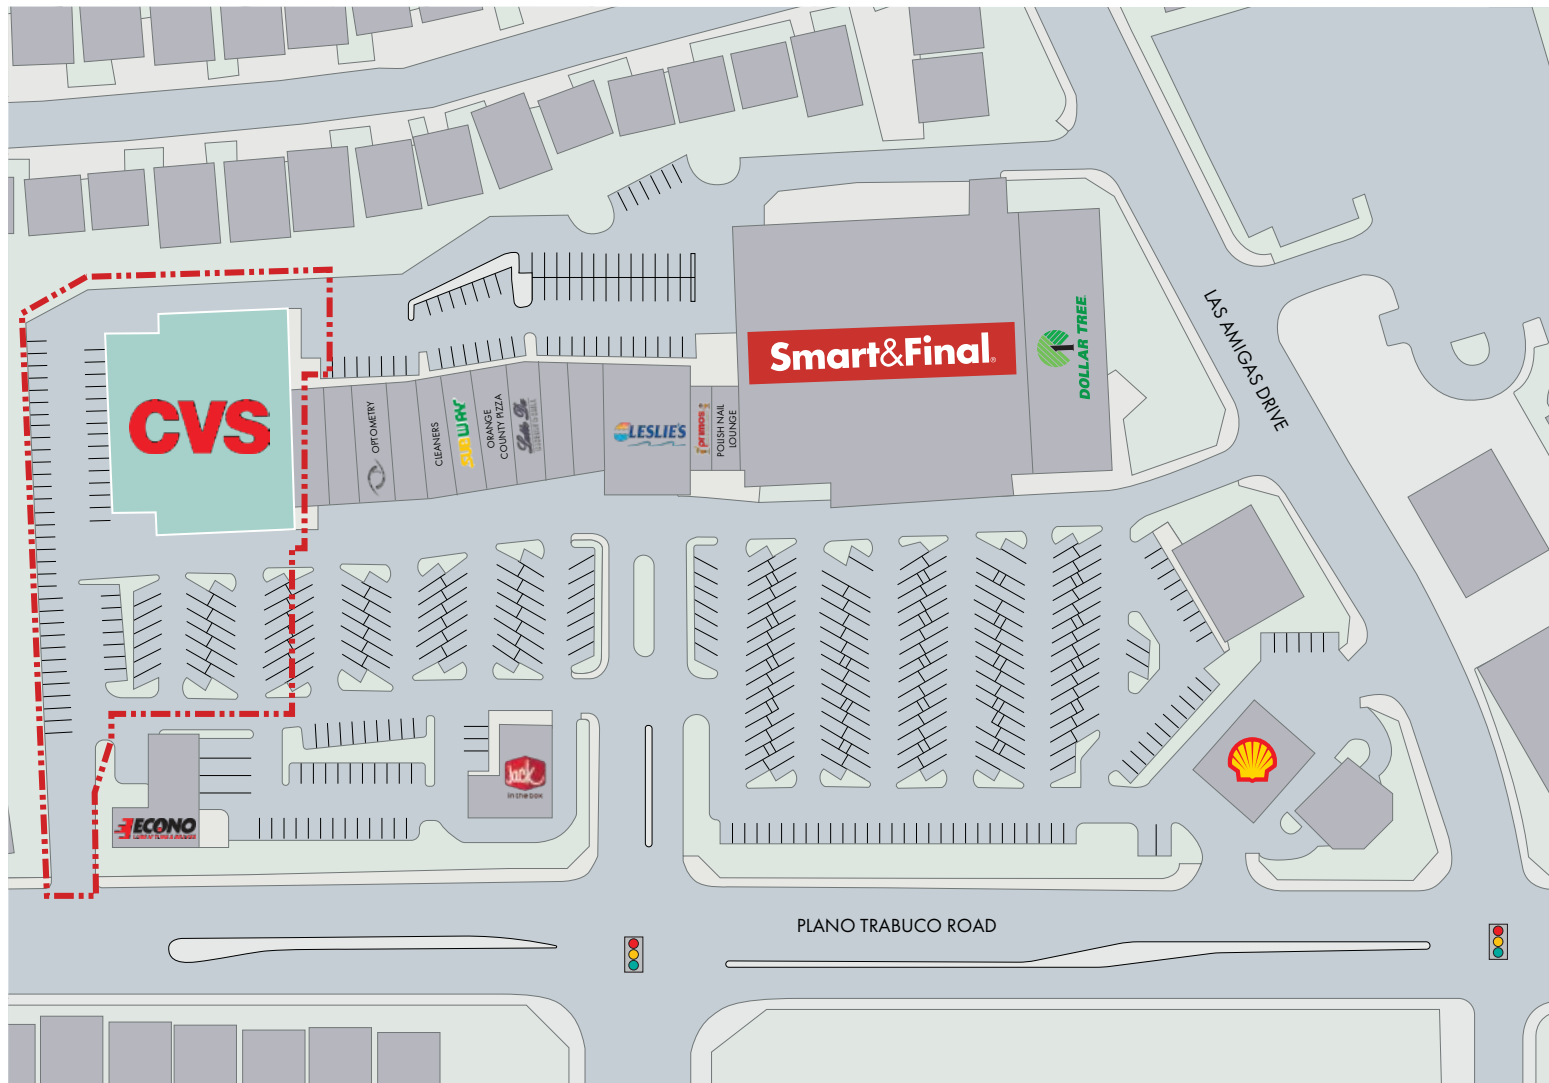 CVS
OPTOMETRY
CLEANERS
SUBWAY
ORANGE
COUNTY PIZZA
LESLIE'S
primos
POLISH NAIL
LOUNGE
Smart&Final
DOLLAR TREE
LAS AMIGAS DRIVE
ECONO
Jack
in the box
PLANO TRABUCO ROAD